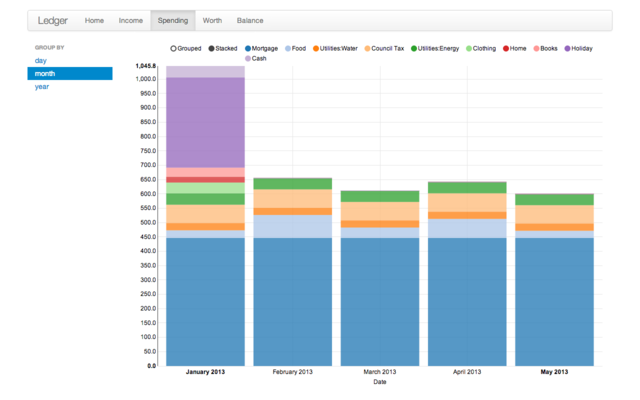 Ledger Home Income Spending Worth Balance
GROUP BY
day
month
year
Grouped Stacked Mortgage Food Utilities:Water Council Tax Utilities:Energy Clothing Home Books Holiday
Cash
1,045.8
1,000.0
950.0
900.0
850.0
800.0
750.0
700.0
650.0
600.0
550.0
500.0
450.0
400.0
350.0
300.0
250.0
200.0
150.0
100.0
50.0
0.0
January 2013 February 2013 March 2013 April 2013 May 2013
Date